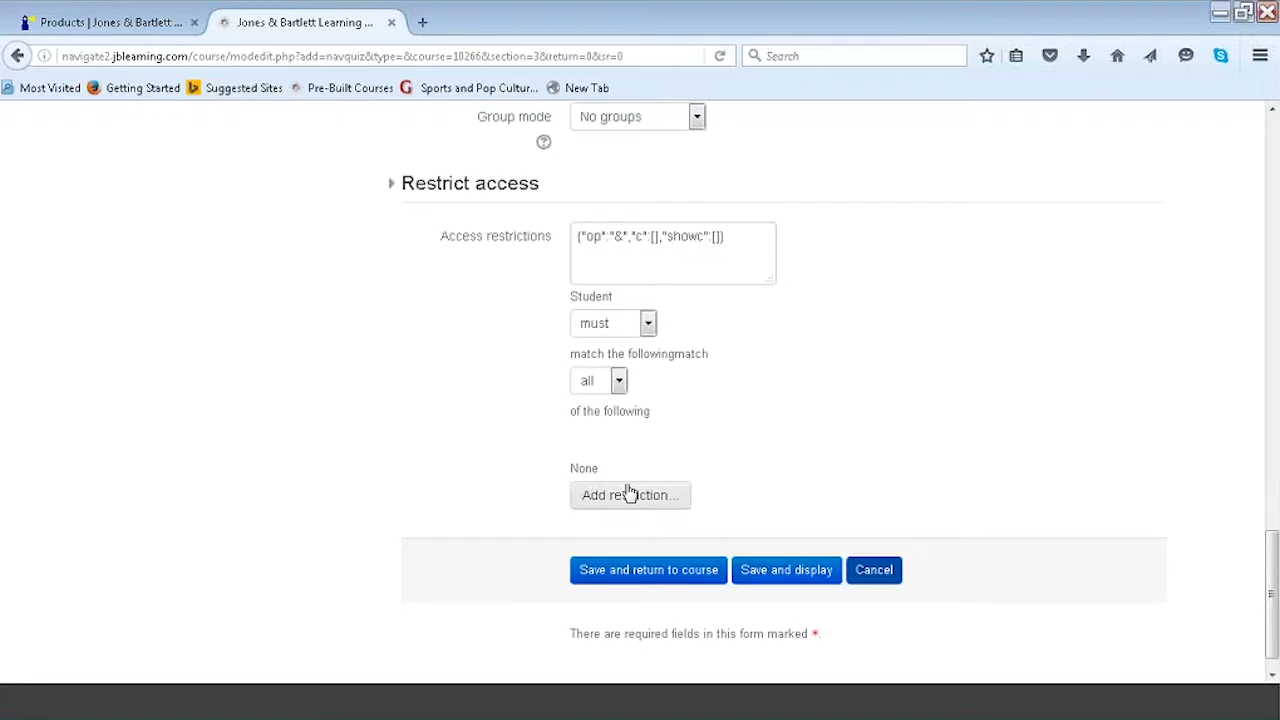 Products | Jones & Bartlett ...
Jones & Bartlett Learning ...
navigate2.jblearning.com/course/modedit.php?add=navquiz&type=&course=10266&section=3&return=0&sr=0
Search
Most Visited
Getting Started
Suggested Sites
Pre-Built Courses
Sports and Pop Cultur...
New Tab
Group mode
No groups
Restrict access
Access restrictions
{"op":"&","c":[],"showc":[]}
Student
must
match the followingmatch
all
of the following
None
Add restriction...
Save and return to course
Save and display
Cancel
There are required fields in this form marked *.